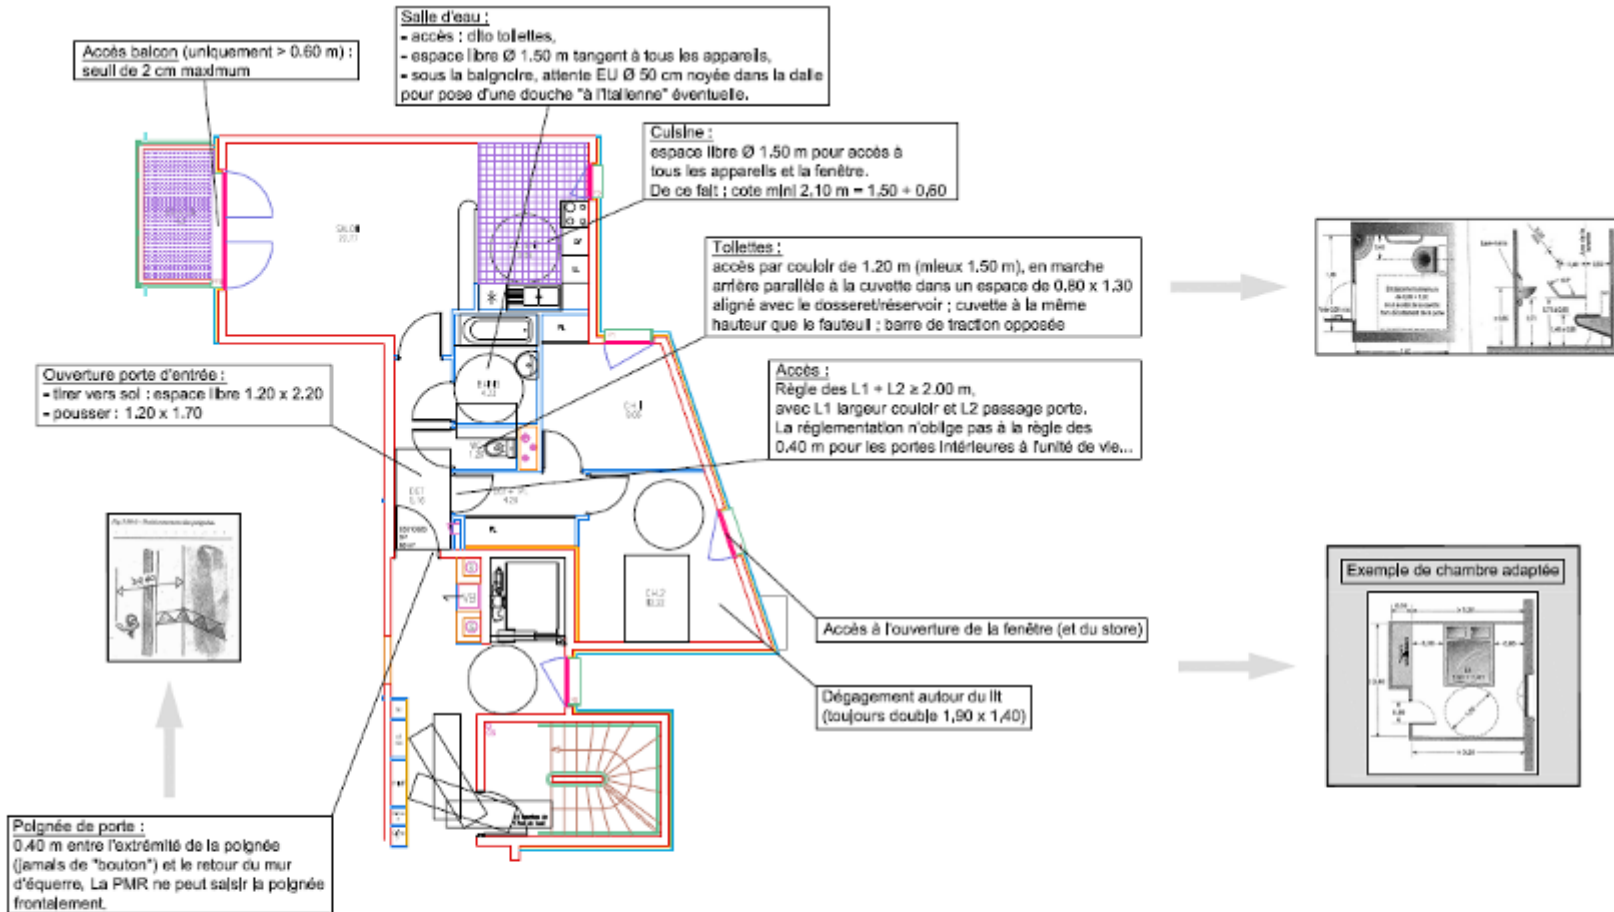 Salle d'eau :
- accès : dito toilettes,
- espace libre Ø 1.50 m tangent à tous les appareils,
- sous la baignoire, attente EU Ø 50 cm noyée dans la dalle
pour pose d'une douche "à l'italienne" éventuelle.
Accès balcon (uniquement > 0.60 m) :
seuil de 2 cm maximum
Cuisine :
espace libre Ø 1.50 m pour accès à
tous les appareils et la fenêtre.
De ce fait ; cote mini 2,10 m = 1,50 + 0,60
SALON
Toilettes :
accès par couloir de 1.20 m (mieux 1.50 m), en marche
arrière parallèle à la cuvette dans un espace de 0.80 x 1.30
aligné avec le dosseret/réservoir ; cuvette à la même
hauteur que le fauteuil ; barre de traction opposée
Ouverture porte d'entrée :
- tirer vers sol : espace libre 1.20 x 2.20
- pousser : 1.20 x 1.70
Accès :
Règle des L1 + L2 ≥ 2.00 m,
avec L1 largeur couloir et L2 passage porte.
La réglementation n'oblige pas à la règle des
0.40 m pour les portes intérieures à l'unité de vie...
PL
VB
Exemple de chambre adaptée
Accès à l'ouverture de la fenêtre (et du store)
Dégagement autour du lit
(toujours double 1,90 x 1,40)
Poignée de porte :
0.40 m entre l'extrémité de la poignée
(jamais de "bouton") et le retour du mur
d'équerre, La PMR ne peut saisir la poignée
frontalement.